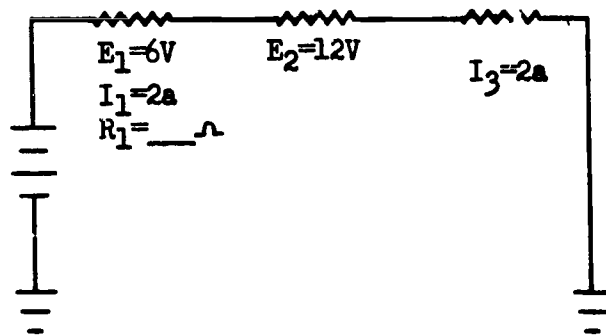 E₁=6V
I₁=2a
R₁=___Ω
E₂=12V
I₃=2a